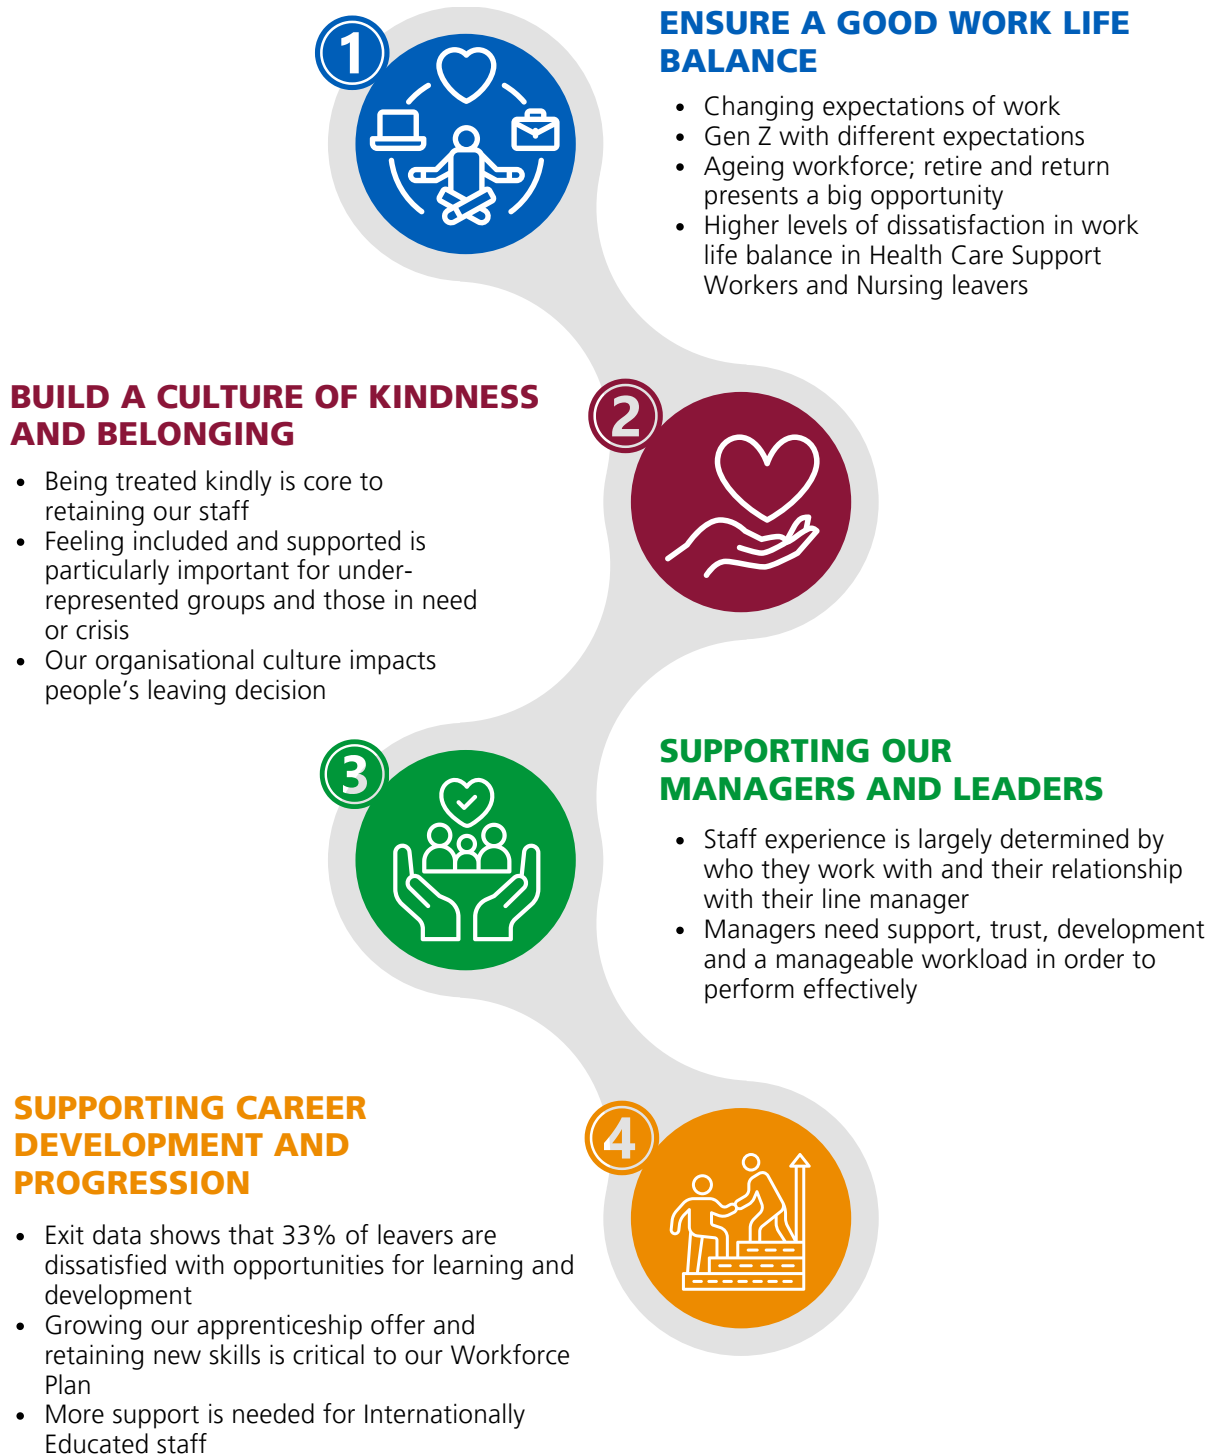 1
ENSURE A GOOD WORK LIFE
BALANCE
• Changing expectations of work
• Gen Z with different expectations
• Ageing workforce; retire and return
presents a big opportunity
• Higher levels of dissatisfaction in work
life balance in Health Care Support
Workers and Nursing leavers
2
BUILD A CULTURE OF KINDNESS
AND BELONGING
• Being treated kindly is core to
retaining our staff
• Feeling included and supported is
particularly important for under-
represented groups and those in need
or crisis
• Our organisational culture impacts
people's leaving decision
3
SUPPORTING OUR
MANAGERS AND LEADERS
• Staff experience is largely determined by
who they work with and their relationship
with their line manager
• Managers need support, trust, development
and a manageable workload in order to
perform effectively
4
SUPPORTING CAREER
DEVELOPMENT AND
PROGRESSION
• Exit data shows that 33% of leavers are
dissatisfied with opportunities for learning and
development
• Growing our apprenticeship offer and
retaining new skills is critical to our Workforce
Plan
• More support is needed for Internationally
Educated staff